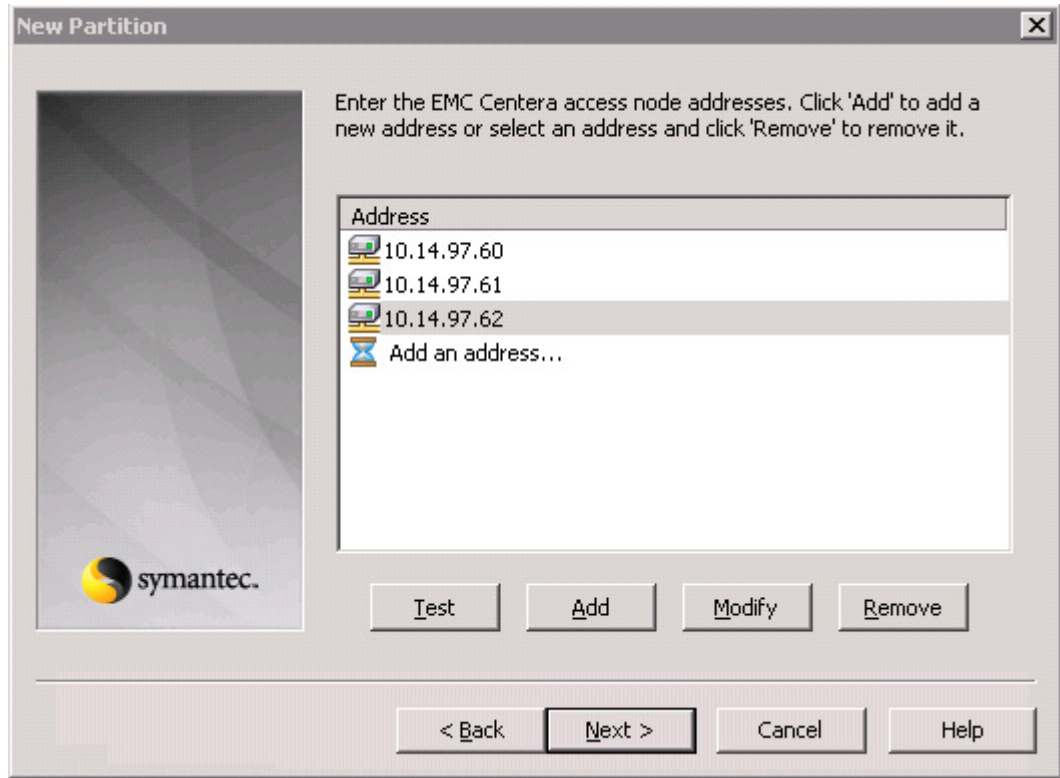 New Partition
Enter the EMC Centera access node addresses. Click 'Add' to add a
new address or select an address and click 'Remove' to remove it.
Address
10.14.97.60
10.14.97.61
10.14.97.62
Add an address...
symantec.
Test Add Modify Remove
< Back Next > Cancel Help